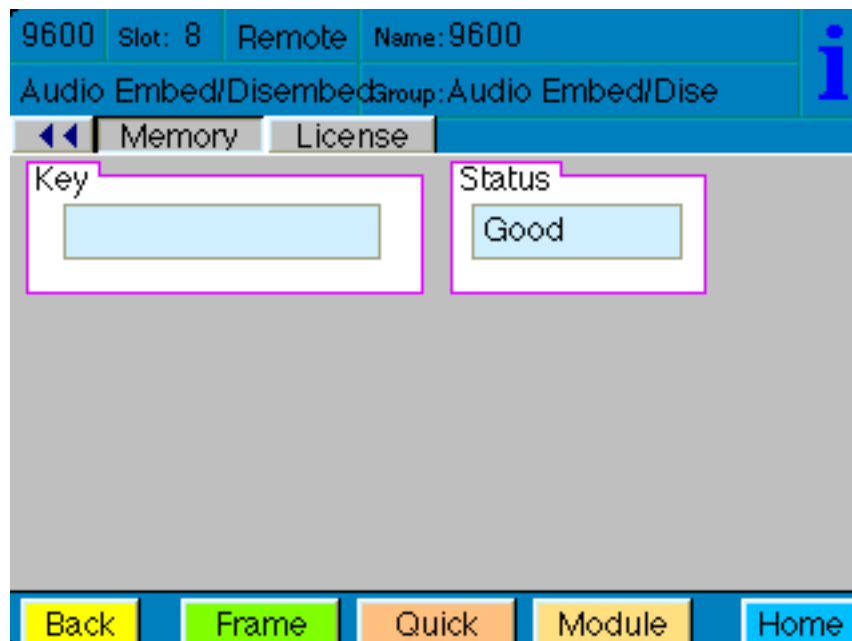 9600 Slot: 8 Remote Name: 9600
Audio Embed/Disembed Group: Audio Embed/Dise
i
Memory License
Key Status
Good
Back Frame Quick Module Home